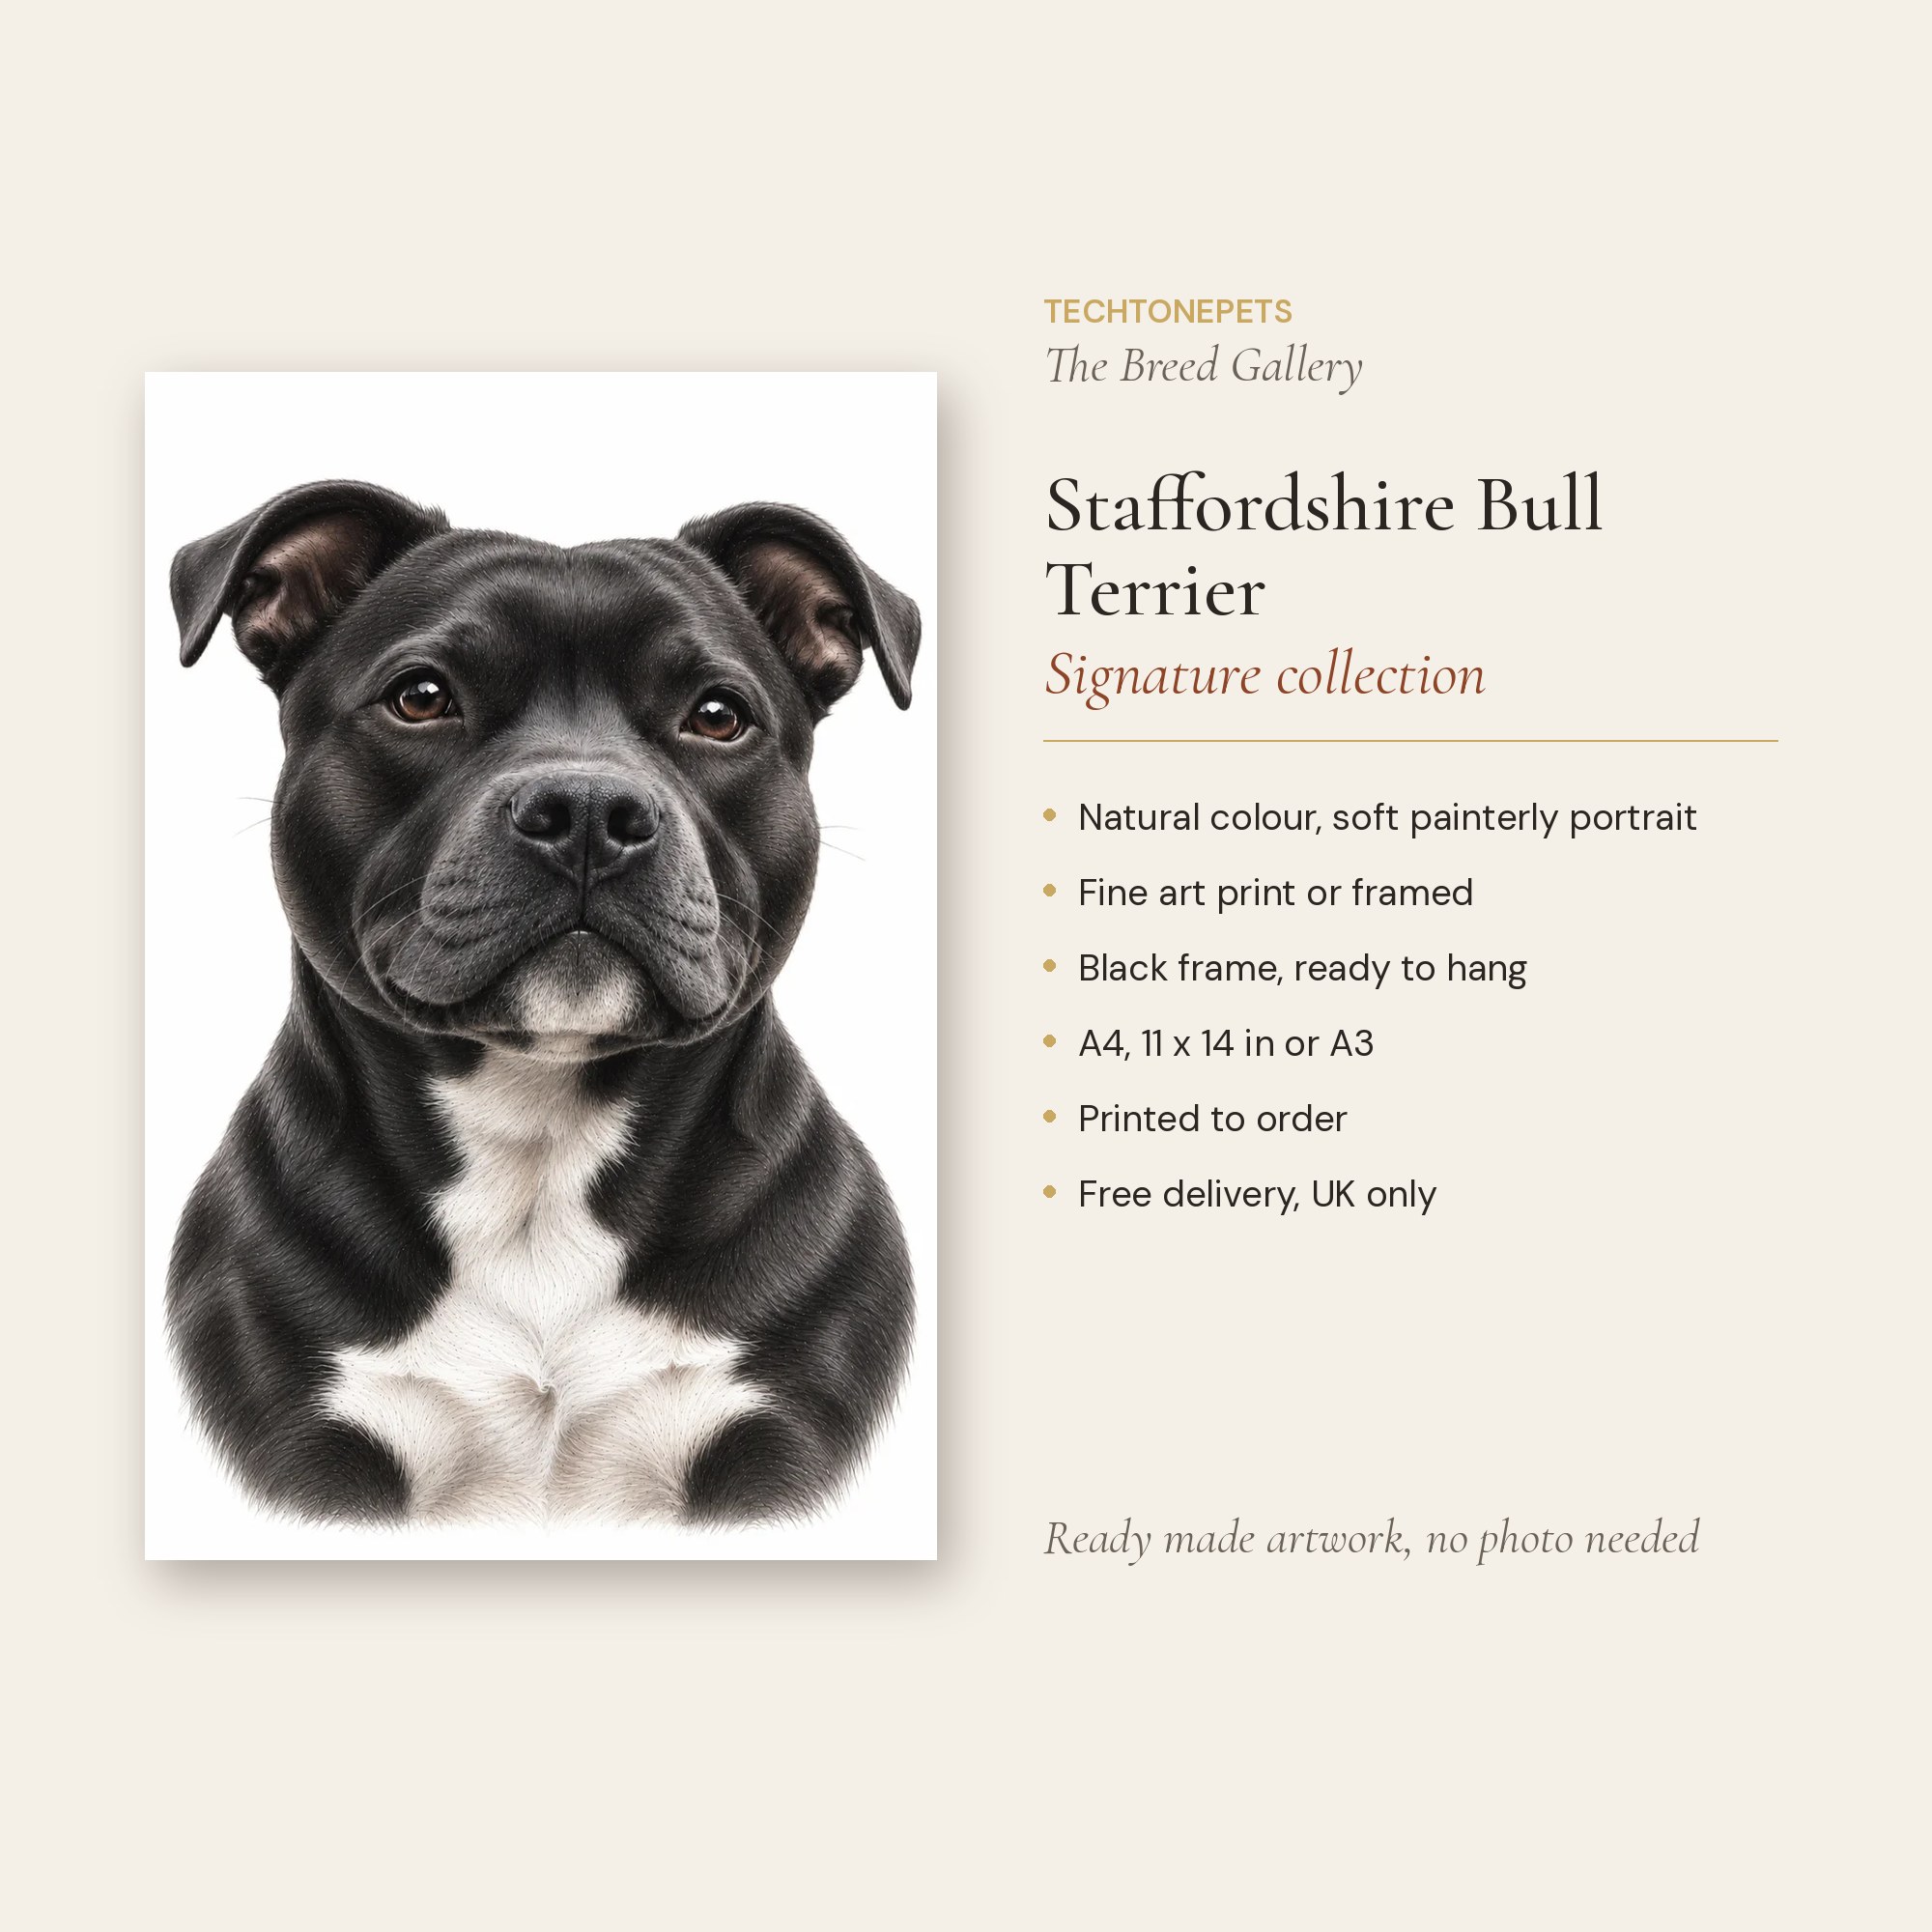 TECHTONEPETS
The Breed Gallery
Staffordshire Bull
Terrier
Signature collection
Natural colour, soft painterly portrait
Fine art print or framed
Black frame, ready to hang
A4, 11 x 14 in or A3
Printed to order
Free delivery, UK only
Ready made artwork, no photo needed